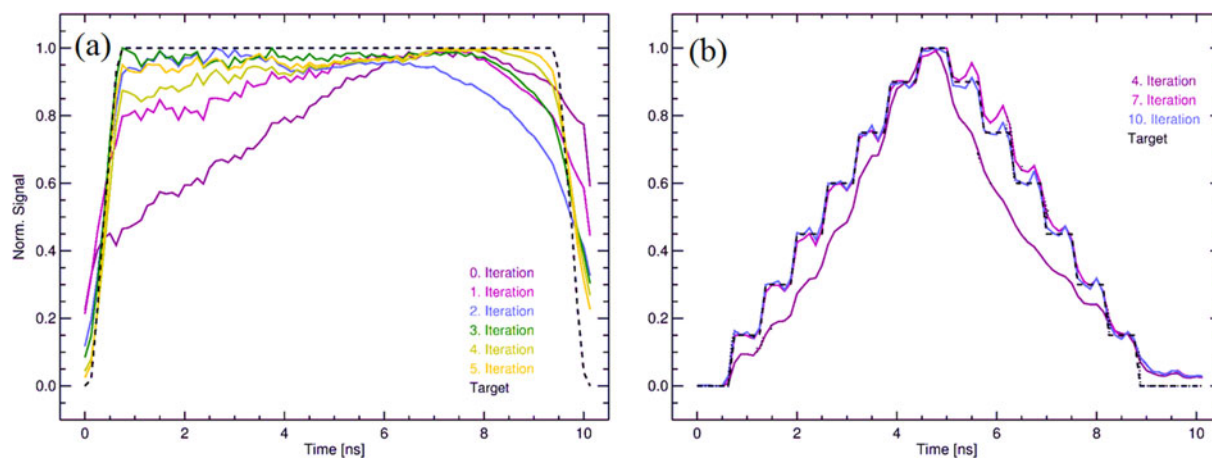 (a)
Norm. Signal
1.0
0.8
0.6
0.4
0.2
0.0
0. Iteration
1. Iteration
2. Iteration
3. Iteration
4. Iteration
5. Iteration
Target
0 2 4 6 8 10
Time [ns]
(b)
1.0
0.8
0.6
0.4
0.2
0.0
4. Iteration
7. Iteration
10. Iteration
Target
0 2 4 6 8 10
Time [ns]